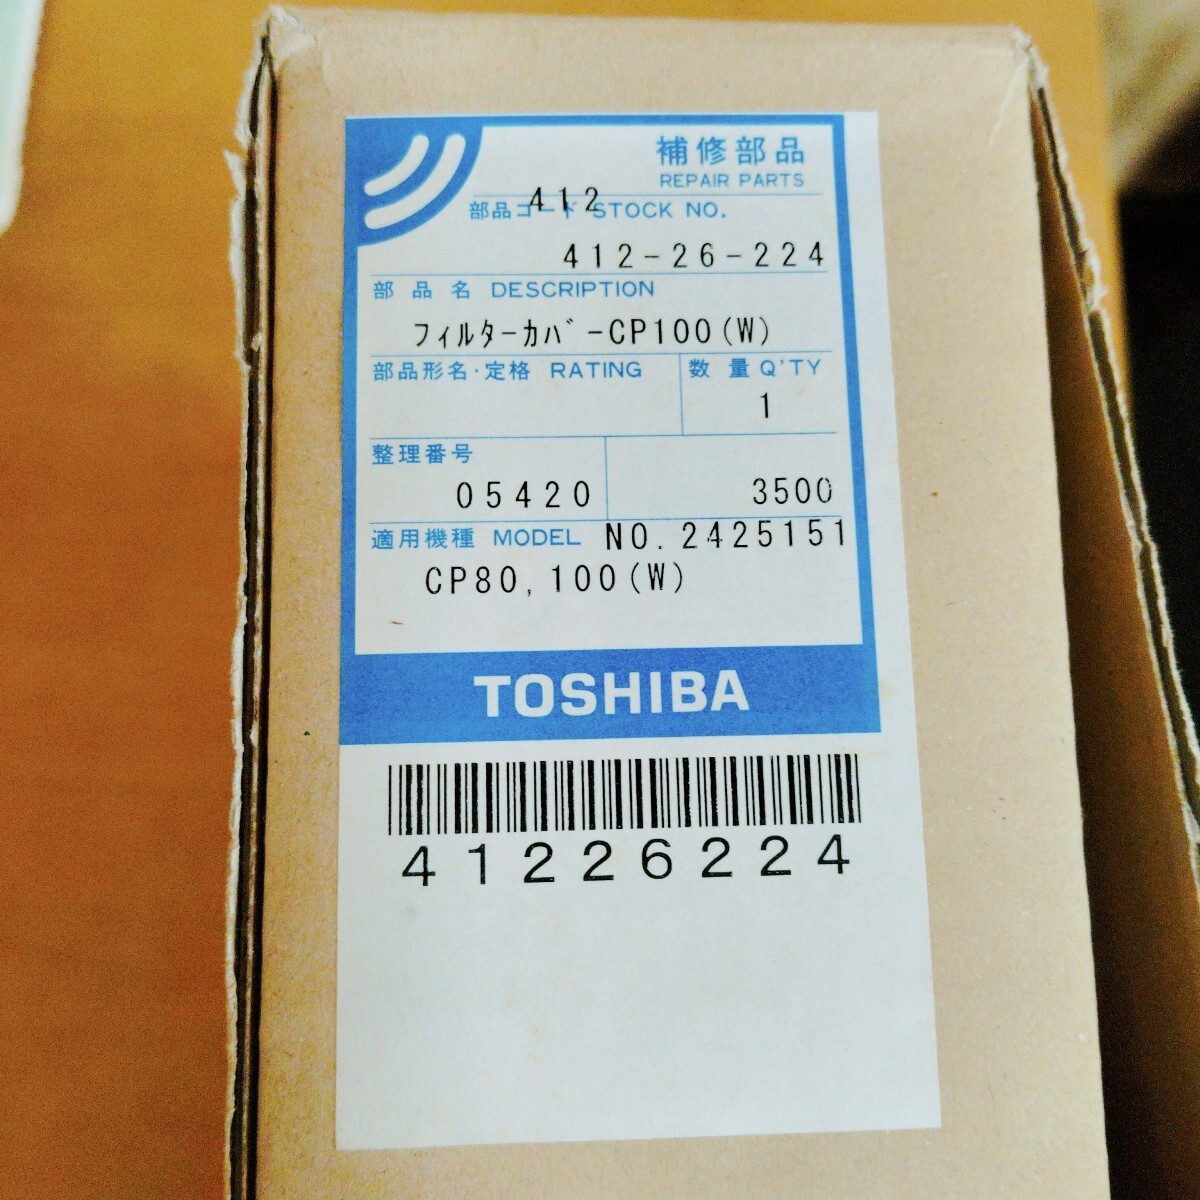 補修部品
REPAIR PARTS
412
部品コード STOCK NO.
412-26-224
部品名 DESCRIPTION
ﾌｨﾙﾀｰｶﾊﾞｰCP100(W)
部品形名・定格 RATING 数量 Q'TY
1
整理番号
05420 3500
適用機種 MODEL NO.2425151
CP80,100(W)
TOSHIBA
41226224